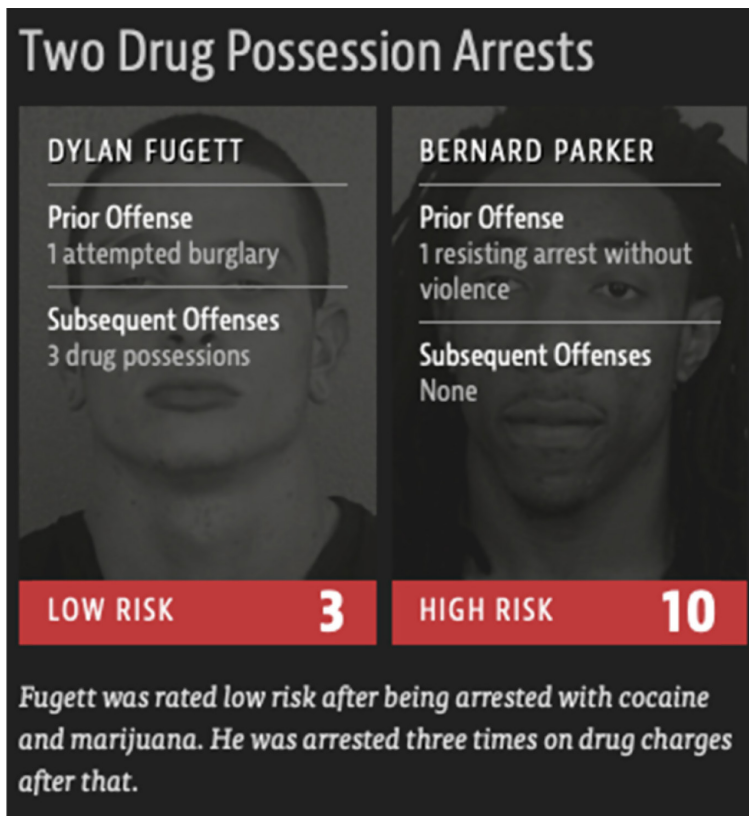 Two Drug Possession Arrests
DYLAN FUGETT
Prior Offense
1 attempted burglary
Subsequent Offenses
3 drug possessions
LOW RISK 3
BERNARD PARKER
Prior Offense
1 resisting arrest without
violence
Subsequent Offenses
None
HIGH RISK 10
Fugett was rated low risk after being arrested with cocaine
and marijuana. He was arrested three times on drug charges
after that.